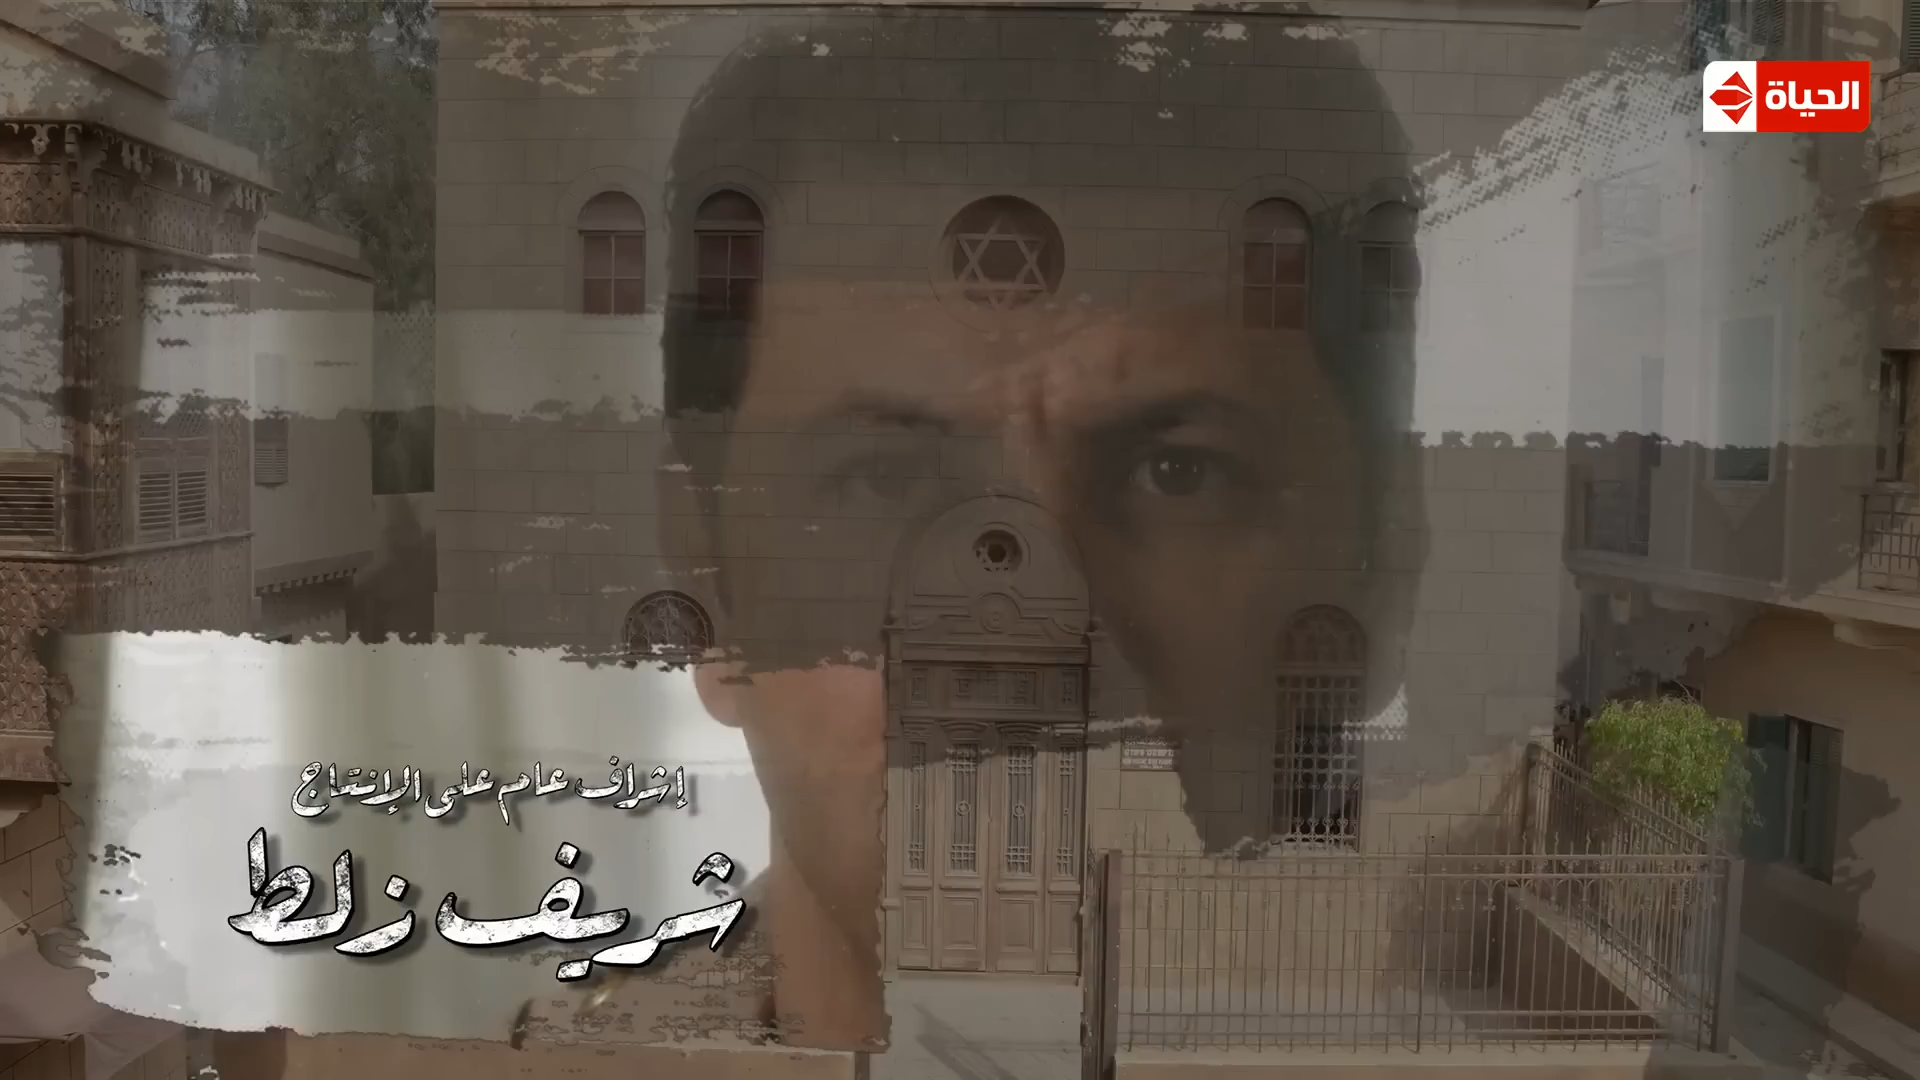 الحياة
إشراف عام على الإنتاج
شريف زلط